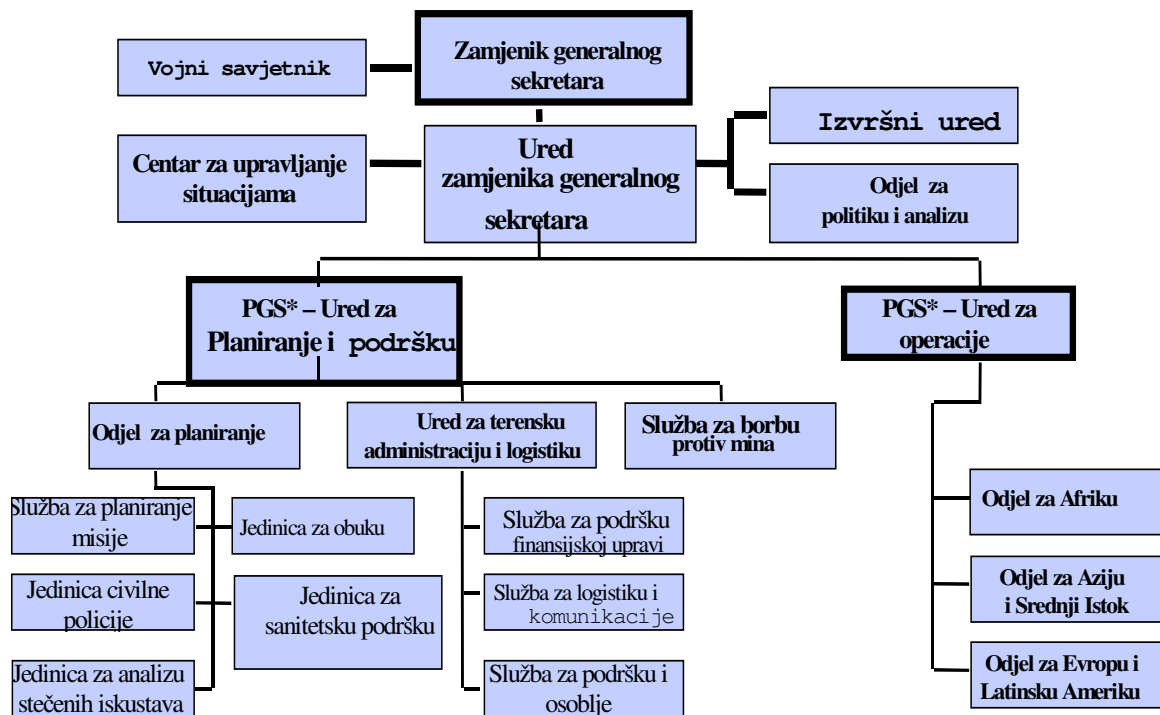 Zamjenik generalnog
sekretara
Vojni savjetnik
Izvršni ured
Ured
zamjenika generalnog
sekretara
Centar za upravljanje
situacijama
Odjel za
politiku i analizu
PGS* – Ured za
Planiranje i podršku
PGS* – Ured za
operacije
Odjel za planiranje
Ured za terensku
administraciju i logistiku
Služba za borbu
protiv mina
Služba za planiranje
misije
Jedinica za obuku
Služba za podršku
finansijskoj upravi
Odjel za Afriku
Jedinica civilne
policije
Jedinica za
sanitetsku podršku
Služba za logistiku i
komunikacije
Odjel za Aziju
i Srednji Istok
Jedinica za analizu
stečenih iskustava
Služba za podršku i
osoblje
Odjel za Evropu i
Latinsku Ameriku